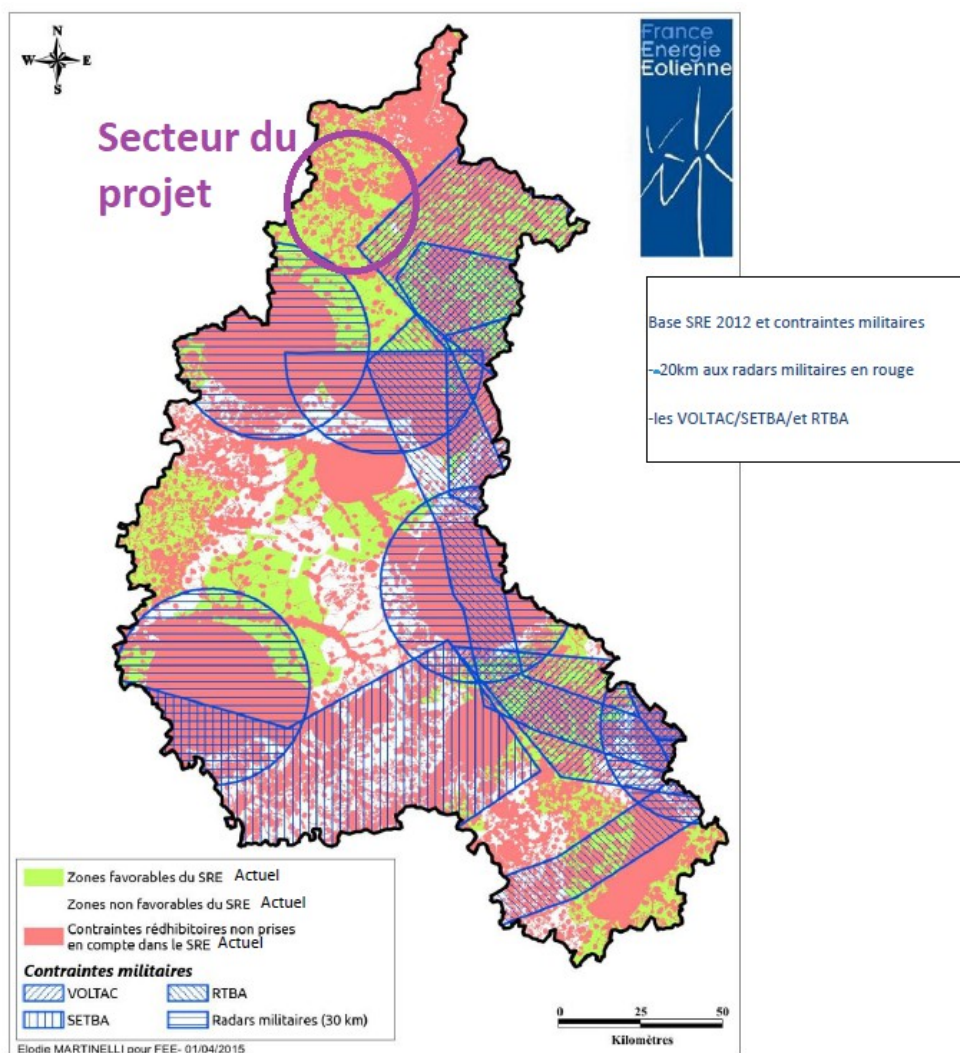 N
W E
S
France
Energie
Eolienne
Secteur du
projet
Base SRE 2012 et contraintes militaires
-20km aux radars militaires en rouge
-les VOLTAC/SETBA/et RTBA
Zones favorables du SRE Actuel
Zones non favorables du SRE Actuel
Contraintes rédhibitoires non prises
en compte dans le SRE Actuel
Contraintes militaires
VOLTAC RTBA
SETBA Radars militaires (30 km)
0 25 50
Kilomètres
Elodie MARTINELLI pour FEE- 01/04/2015